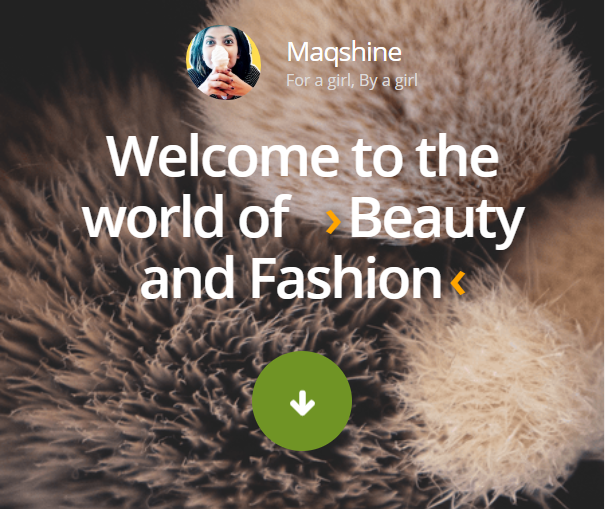 Maqshine
For a girl, By a girl
Welcome to the
world of › Beauty
and Fashion ‹